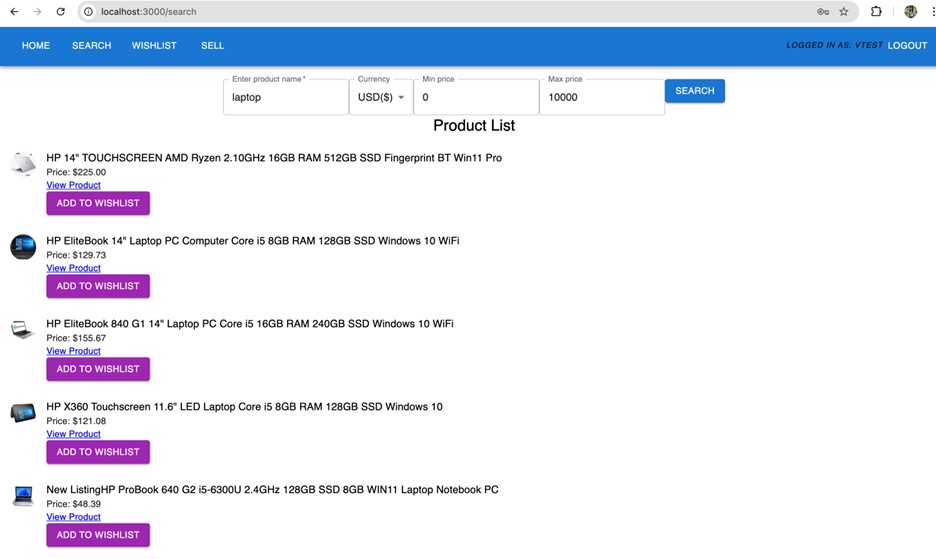 localhost:3000/search
HOME SEARCH WISHLIST SELL LOGGED IN AS: VTEST LOGOUT
Enter product name * Currency Min price Max price
laptop USD($) 0 10000 SEARCH
Product List
HP 14" TOUCHSCREEN AMD Ryzen 2.10GHz 16GB RAM 512GB SSD Fingerprint BT Win11 Pro
Price: $225.00
View Product
ADD TO WISHLIST
HP EliteBook 14" Laptop PC Computer Core i5 8GB RAM 128GB SSD Windows 10 WiFi
Price: $129.73
View Product
ADD TO WISHLIST
HP EliteBook 840 G1 14" Laptop PC Core i5 16GB RAM 240GB SSD Windows 10 WiFi
Price: $155.67
View Product
ADD TO WISHLIST
HP X360 Touchscreen 11.6" LED Laptop Core i5 8GB RAM 128GB SSD Windows 10
Price: $121.08
View Product
ADD TO WISHLIST
New ListingHP ProBook 640 G2 i5-6300U 2.4GHz 128GB SSD 8GB WIN11 Laptop Notebook PC
Price: $48.39
View Product
ADD TO WISHLIST